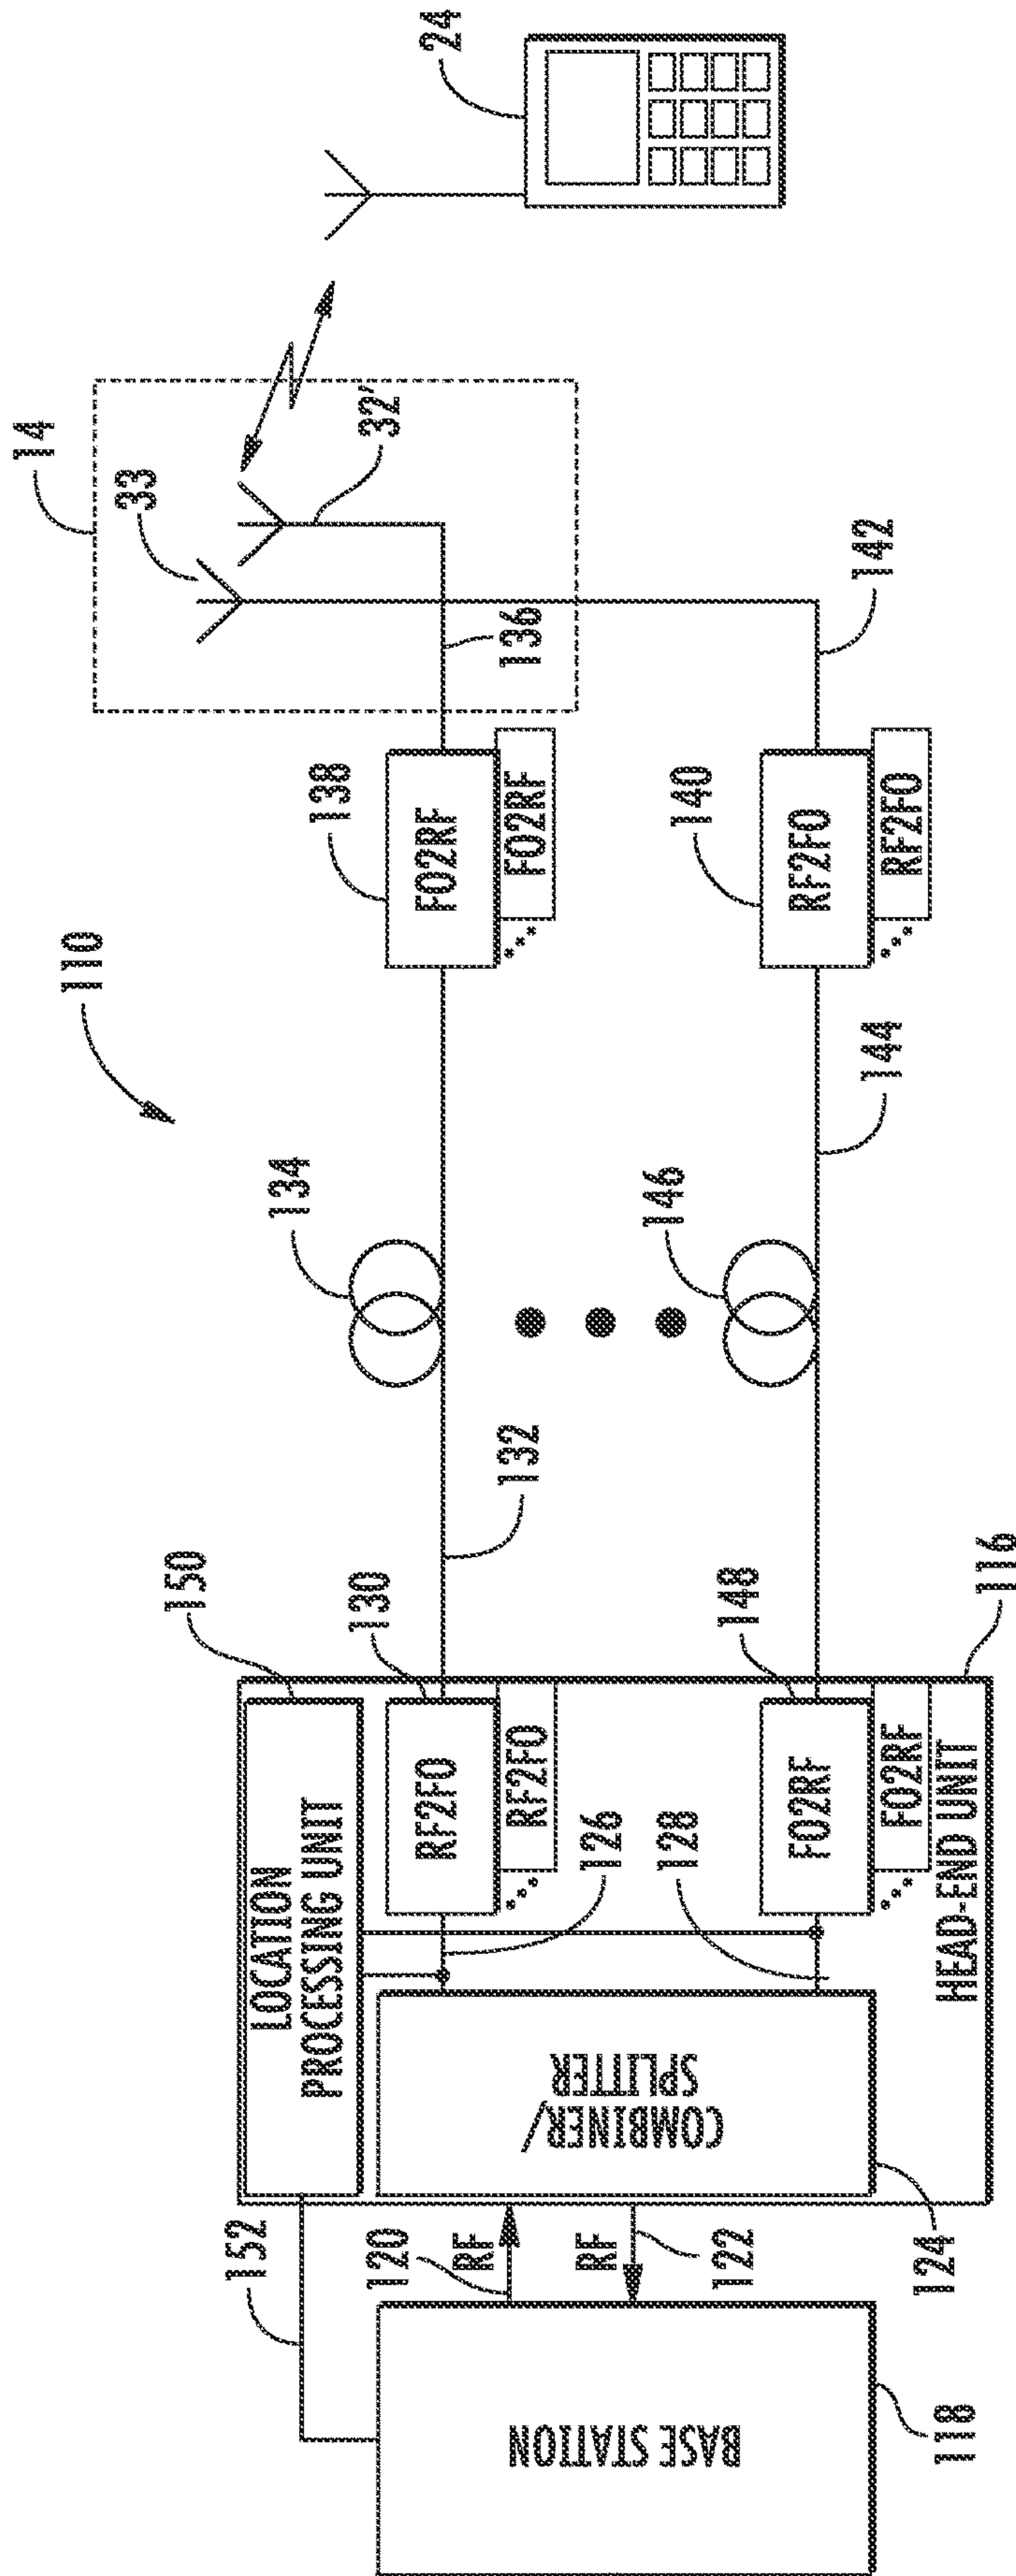 110
14
33
32'
24
150
LOCATION
PROCESSING UNIT
152
130
RF2FO
RF2FO
126
132
134
138
FO2RF
FO2RF
136
120
RF
RF
122
COMBINER/
SPLITTER
124
128
BASE STATION
118
148
FO2RF
FO2RF
HEAD-END UNIT
116
146
144
140
RF2FO
RF2FO
142